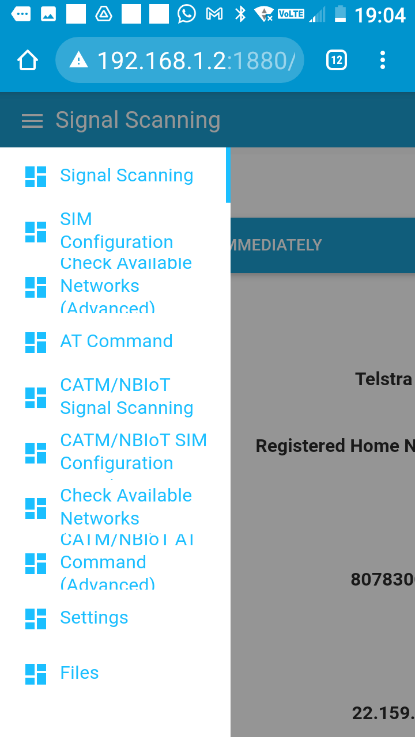 VoLTE 19:04
192.168.1.2:1880/ 12
Signal Scanning
Signal Scanning
SIM
Configuration
MMEDIATELY
Check Available
Networks
(Advanced)
AT Command
Telstra
CATM/NBIoT
Signal Scanning
CATM/NBIoT SIM
Configuration
Registered Home N
Check Available
Networks
CATM/NBIoT AT
Command
(Advanced)
8078300
Settings
Files
22.159.